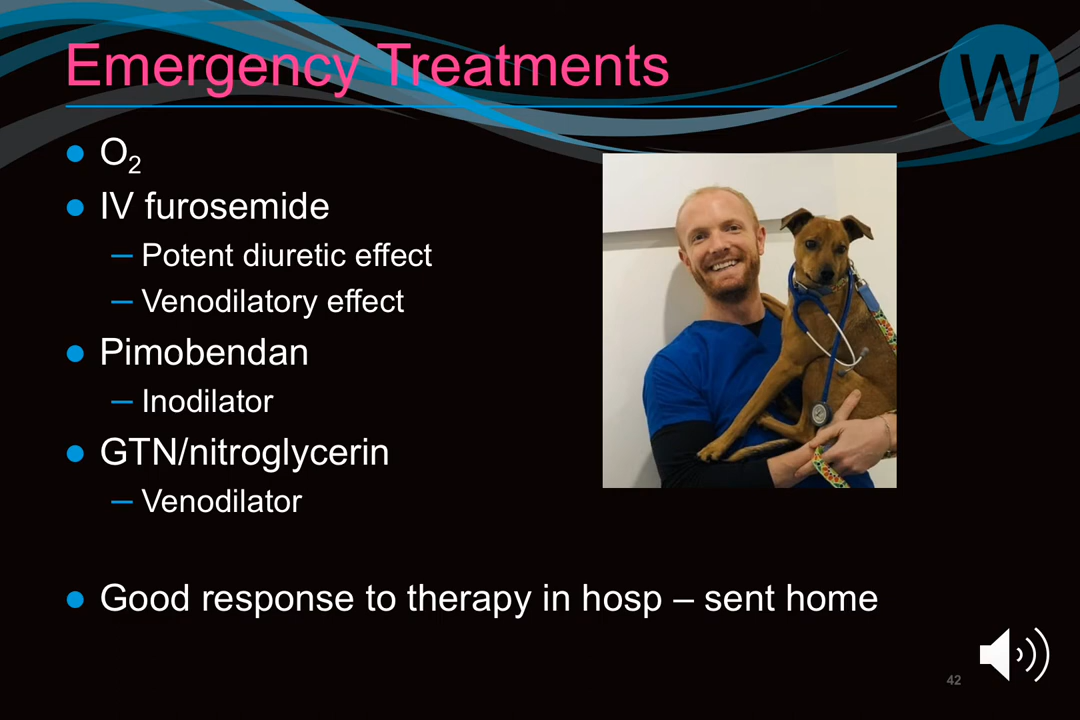 Emergency Treatments
W
O₂
IV furosemide
– Potent diuretic effect
– Venodilatory effect
Pimobendan
– Inodilator
GTN/nitroglycerin
– Venodilator
Good response to therapy in hosp – sent home
42